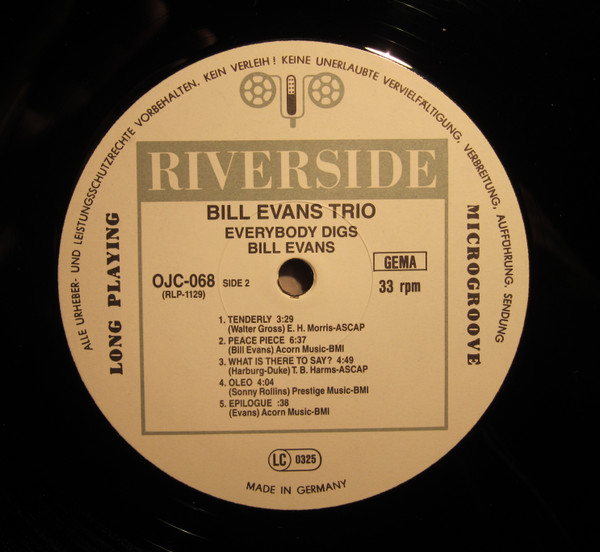 ALLE URHEBER- UND LEISTUNGSSCHUTZRECHTE VORBEHALTEN. KEIN VERLEIH! KEINE UNERLAUBTE VERVIELFÄLTIGUNG, VERBREITUNG, AUFFÜHRUNG, SENDUNG
RIVERSIDE
LONG PLAYING
MICROGROOVE
BILL EVANS TRIO
EVERYBODY DIGS
BILL EVANS
OJC-068 SIDE 2
(RLP-1129)
GEMA
33 rpm
1. TENDERLY 3:29
(Walter Gross) E. H. Morris-ASCAP
2. PEACE PIECE 6:37
(Bill Evans) Acorn Music-BMI
3. WHAT IS THERE TO SAY? 4:49
(Harburg-Duke) T. B. Harms-ASCAP
4. OLEO 4:04
(Sonny Rollins) Prestige Music-BMI
5. EPILOGUE :38
(Evans) Acorn Music-BMI
LC 0325
MADE IN GERMANY